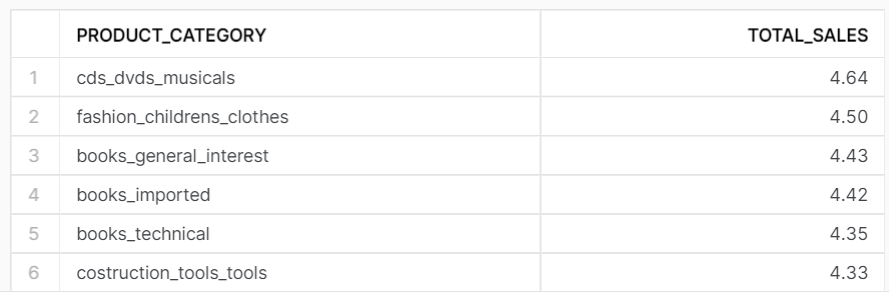 PRODUCT_CATEGORY TOTAL_SALES
1 cds_dvds_musicals 4.64
2 fashion_childrens_clothes 4.50
3 books_general_interest 4.43
4 books_imported 4.42
5 books_technical 4.35
6 costruction_tools_tools 4.33